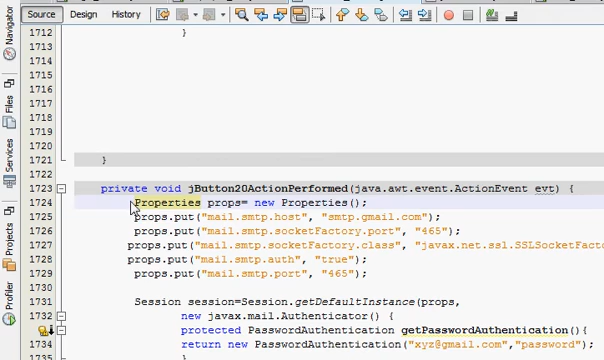 Source Design History
Navigator
Files
Services
Projects
Profiler
1712 }
1713
1714
1715
1716
1717
1718
1719
1720
1721 }
1722
1723 private void jButton20ActionPerformed(java.awt.event.ActionEvent evt) {
1724 Properties props= new Properties();
1725 props.put("mail.smtp.host", "smtp.gmail.com");
1726 props.put("mail.smtp.socketFactory.port", "465");
1727 props.put("mail.smtp.socketFactory.class", "javax.net.ssl.SSLSocketFacto
1728 props.put("mail.smtp.auth", "true");
1729 props.put("mail.smtp.port", "465");
1730
1731 Session session=Session.getDefaultInstance(props,
1732 new javax.mail.Authenticator() {
protected PasswordAuthentication getPasswordAuthentication(){
1734 return new PasswordAuthentication("xyz@gmail.com","password");
1735 }